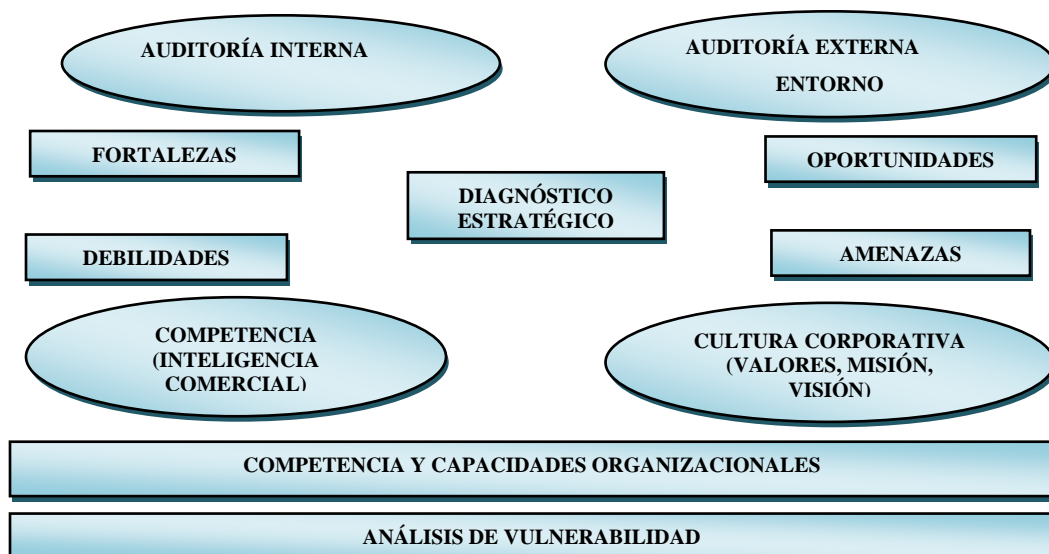 AUDITORÍA INTERNA
AUDITORÍA EXTERNA
ENTORNO
FORTALEZAS
OPORTUNIDADES
DIAGNÓSTICO
ESTRATÉGICO
DEBILIDADES
AMENAZAS
COMPETENCIA
(INTELIGENCIA
COMERCIAL)
CULTURA CORPORATIVA
(VALORES, MISIÓN,
VISIÓN)
COMPETENCIA Y CAPACIDADES ORGANIZACIONALES
ANÁLISIS DE VULNERABILIDAD